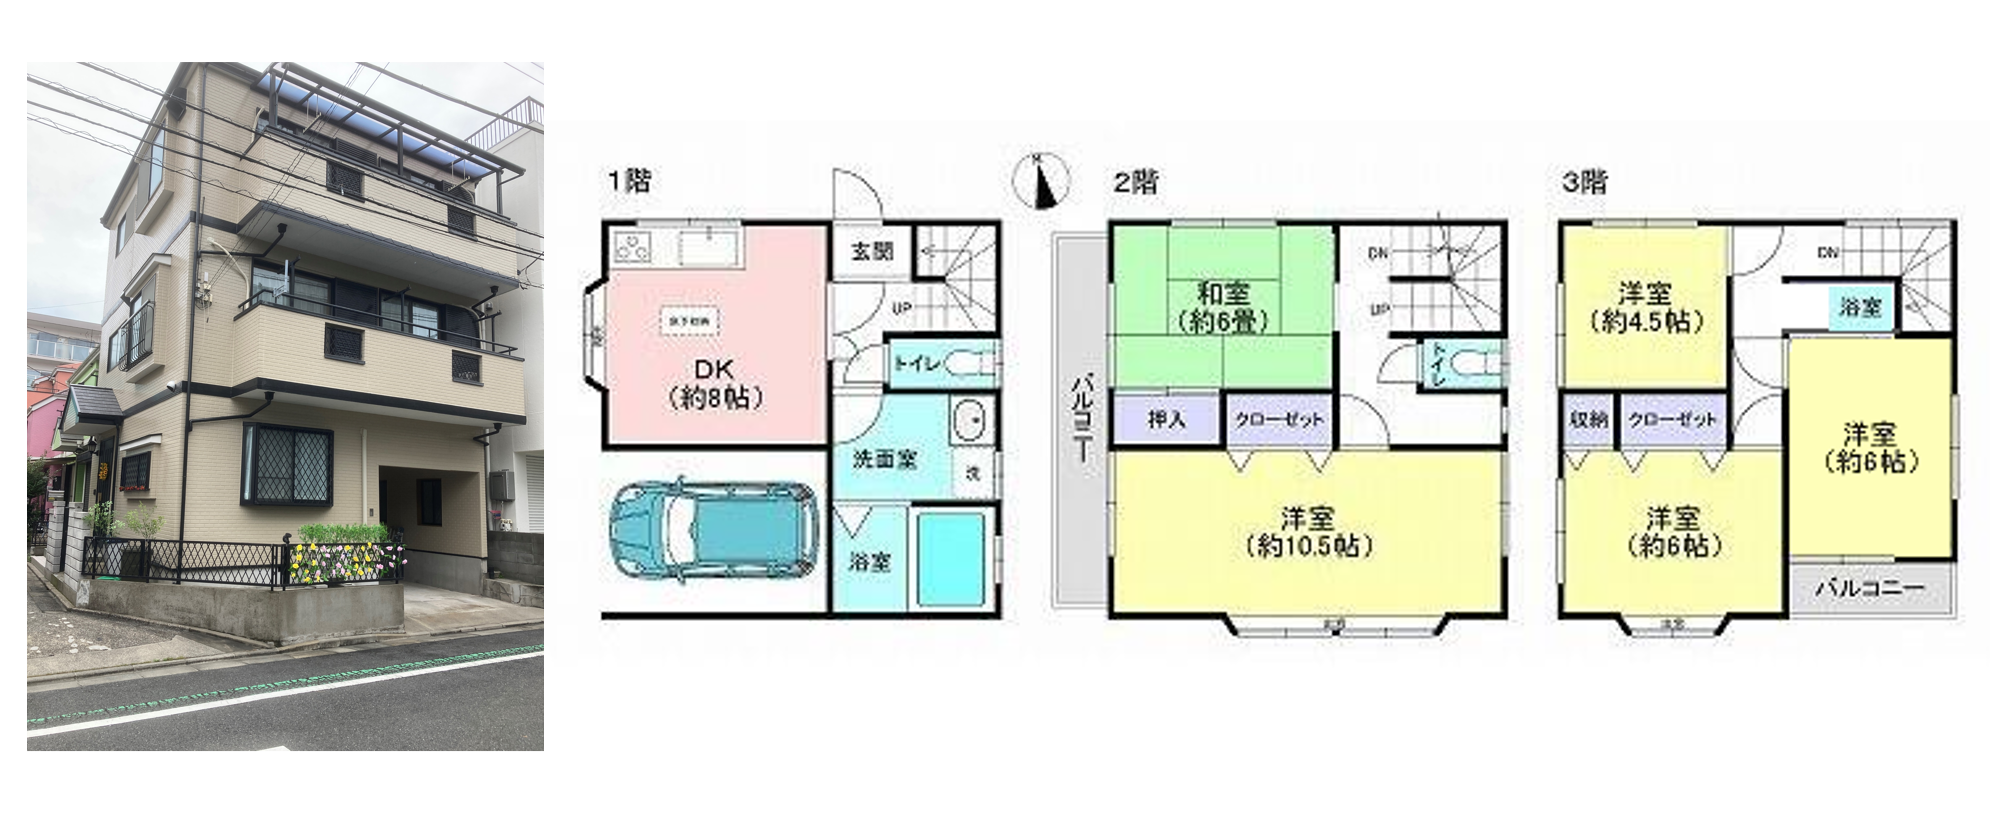 1階
玄関
UP
DK
(約8帖)
トイレ
洗面室
洗
浴室
2階
DN
和室
(約6畳)
UP
トイレ
バルコニー
押入
クローゼット
洋室
(約10.5帖)
3階
DN
洋室
(約4.5帖)
浴室
収納
クローゼット
洋室
(約6帖)
洋室
(約6帖)
バルコニー